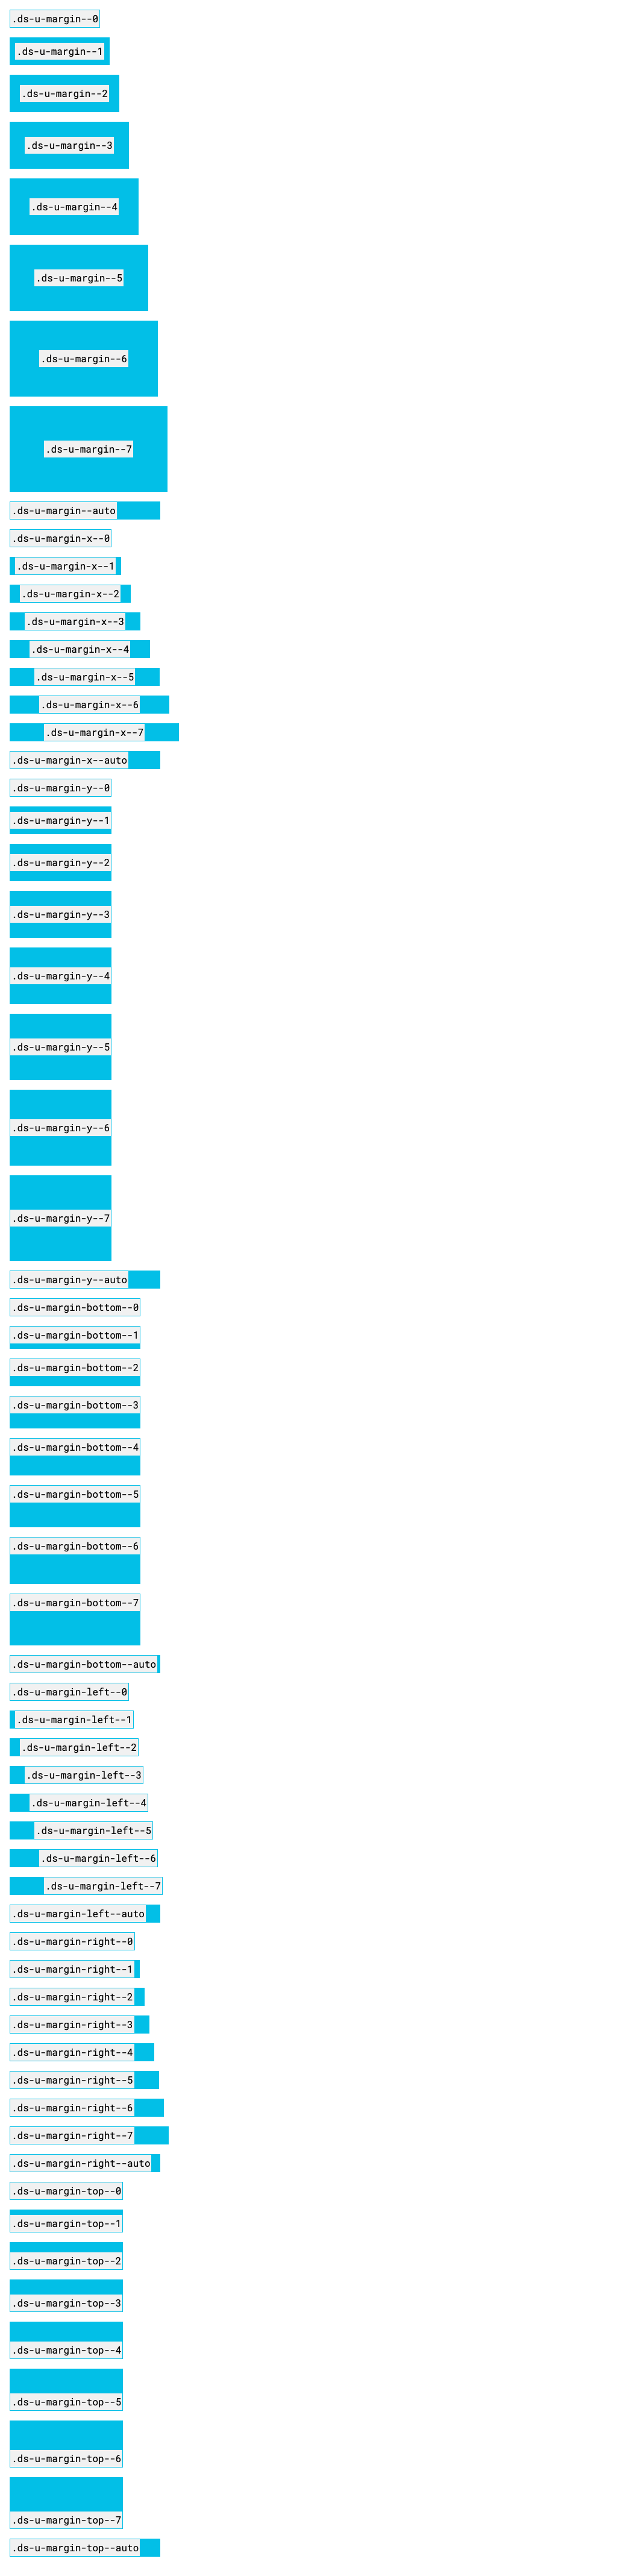 .ds-u-margin--0
.ds-u-margin--1
.ds-u-margin--2
.ds-u-margin--3
.ds-u-margin--4
.ds-u-margin--5
.ds-u-margin--6
.ds-u-margin--7
.ds-u-margin--auto
.ds-u-margin-x--0
.ds-u-margin-x--1
.ds-u-margin-x--2
.ds-u-margin-x--3
.ds-u-margin-x--4
.ds-u-margin-x--5
.ds-u-margin-x--6
.ds-u-margin-x--7
.ds-u-margin-x--auto
.ds-u-margin-y--0
.ds-u-margin-y--1
.ds-u-margin-y--2
.ds-u-margin-y--3
.ds-u-margin-y--4
.ds-u-margin-y--5
.ds-u-margin-y--6
.ds-u-margin-y--7
.ds-u-margin-y--auto
.ds-u-margin-bottom--0
.ds-u-margin-bottom--1
.ds-u-margin-bottom--2
.ds-u-margin-bottom--3
.ds-u-margin-bottom--4
.ds-u-margin-bottom--5
.ds-u-margin-bottom--6
.ds-u-margin-bottom--7
.ds-u-margin-bottom--auto
.ds-u-margin-left--0
.ds-u-margin-left--1
.ds-u-margin-left--2
.ds-u-margin-left--3
.ds-u-margin-left--4
.ds-u-margin-left--5
.ds-u-margin-left--6
.ds-u-margin-left--7
.ds-u-margin-left--auto
.ds-u-margin-right--0
.ds-u-margin-right--1
.ds-u-margin-right--2
.ds-u-margin-right--3
.ds-u-margin-right--4
.ds-u-margin-right--5
.ds-u-margin-right--6
.ds-u-margin-right--7
.ds-u-margin-right--auto
.ds-u-margin-top--0
.ds-u-margin-top--1
.ds-u-margin-top--2
.ds-u-margin-top--3
.ds-u-margin-top--4
.ds-u-margin-top--5
.ds-u-margin-top--6
.ds-u-margin-top--7
.ds-u-margin-top--auto